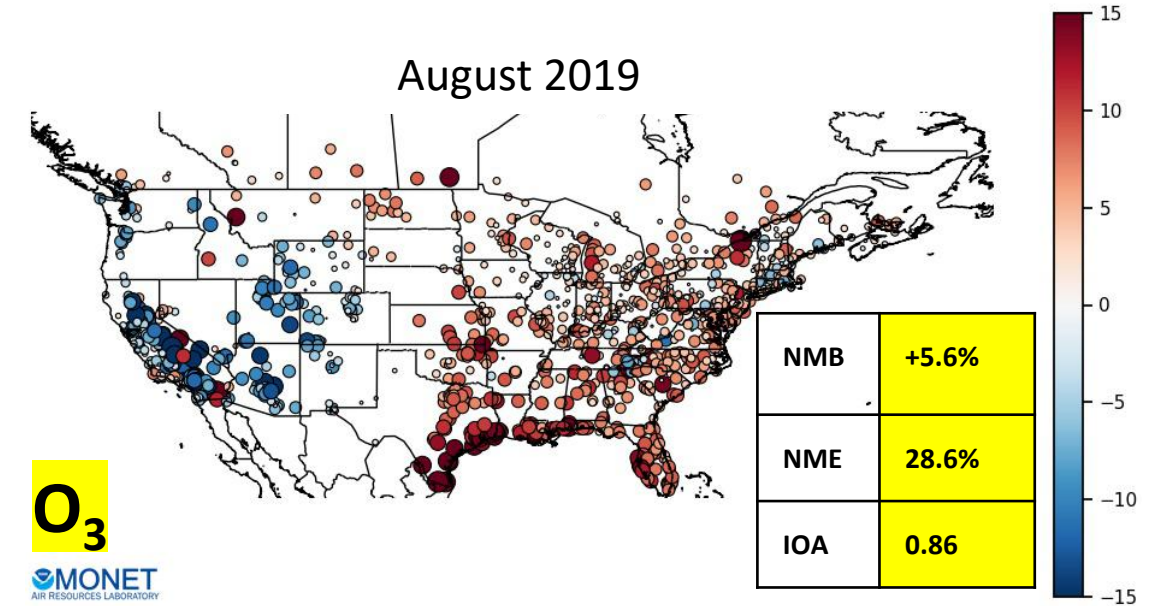 August 2019
15
10
5
0
−5
−10
−15
NMB +5.6%
NME 28.6%
IOA 0.86
O₃
MONET
AIR RESOURCES LABORATORY